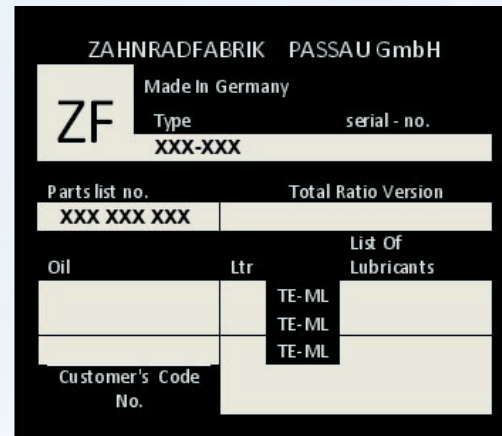 ZAHNRADFABRIK PASSAU GmbH
ZF
Made In Germany
Type serial - no.
XXX-XXX
Parts list no. Total Ratio Version
XXX XXX XXX
Oil Ltr List Of
Lubricants
TE-ML
TE-ML
TE-ML
Customer's Code
No.